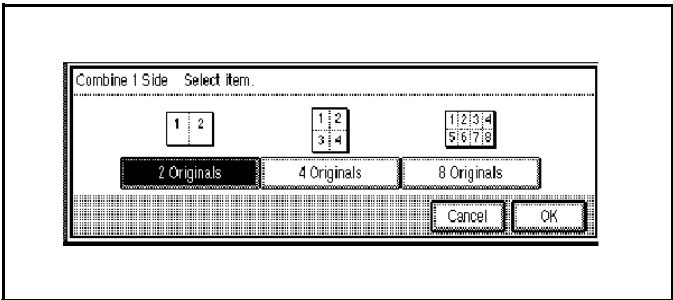 Combine 1 Side Select item.
1 2
1 2
3 4
1 2 3 4
5 6 7 8
2 Originals 4 Originals 8 Originals
Cancel OK